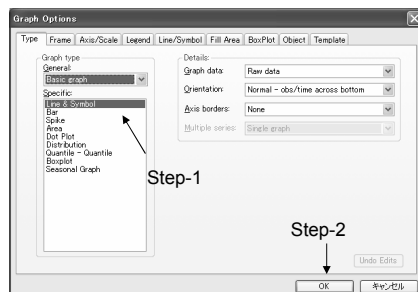 Graph Options
Type Frame Axis/Scale Legend Line/Symbol Fill Area BoxPlot Object Template
Graph type
General:
Basic graph
Specific:
Line & Symbol
Bar
Spike
Area
Dot Plot
Distribution
Quantile - Quantile
Boxplot
Seasonal Graph
Details:
Graph data: Raw data
Orientation: Normal - obs/time across bottom
Axis borders: None
Multiple series: Single graph
Step-1
Step-2
Undo Edits
OK キャンセル